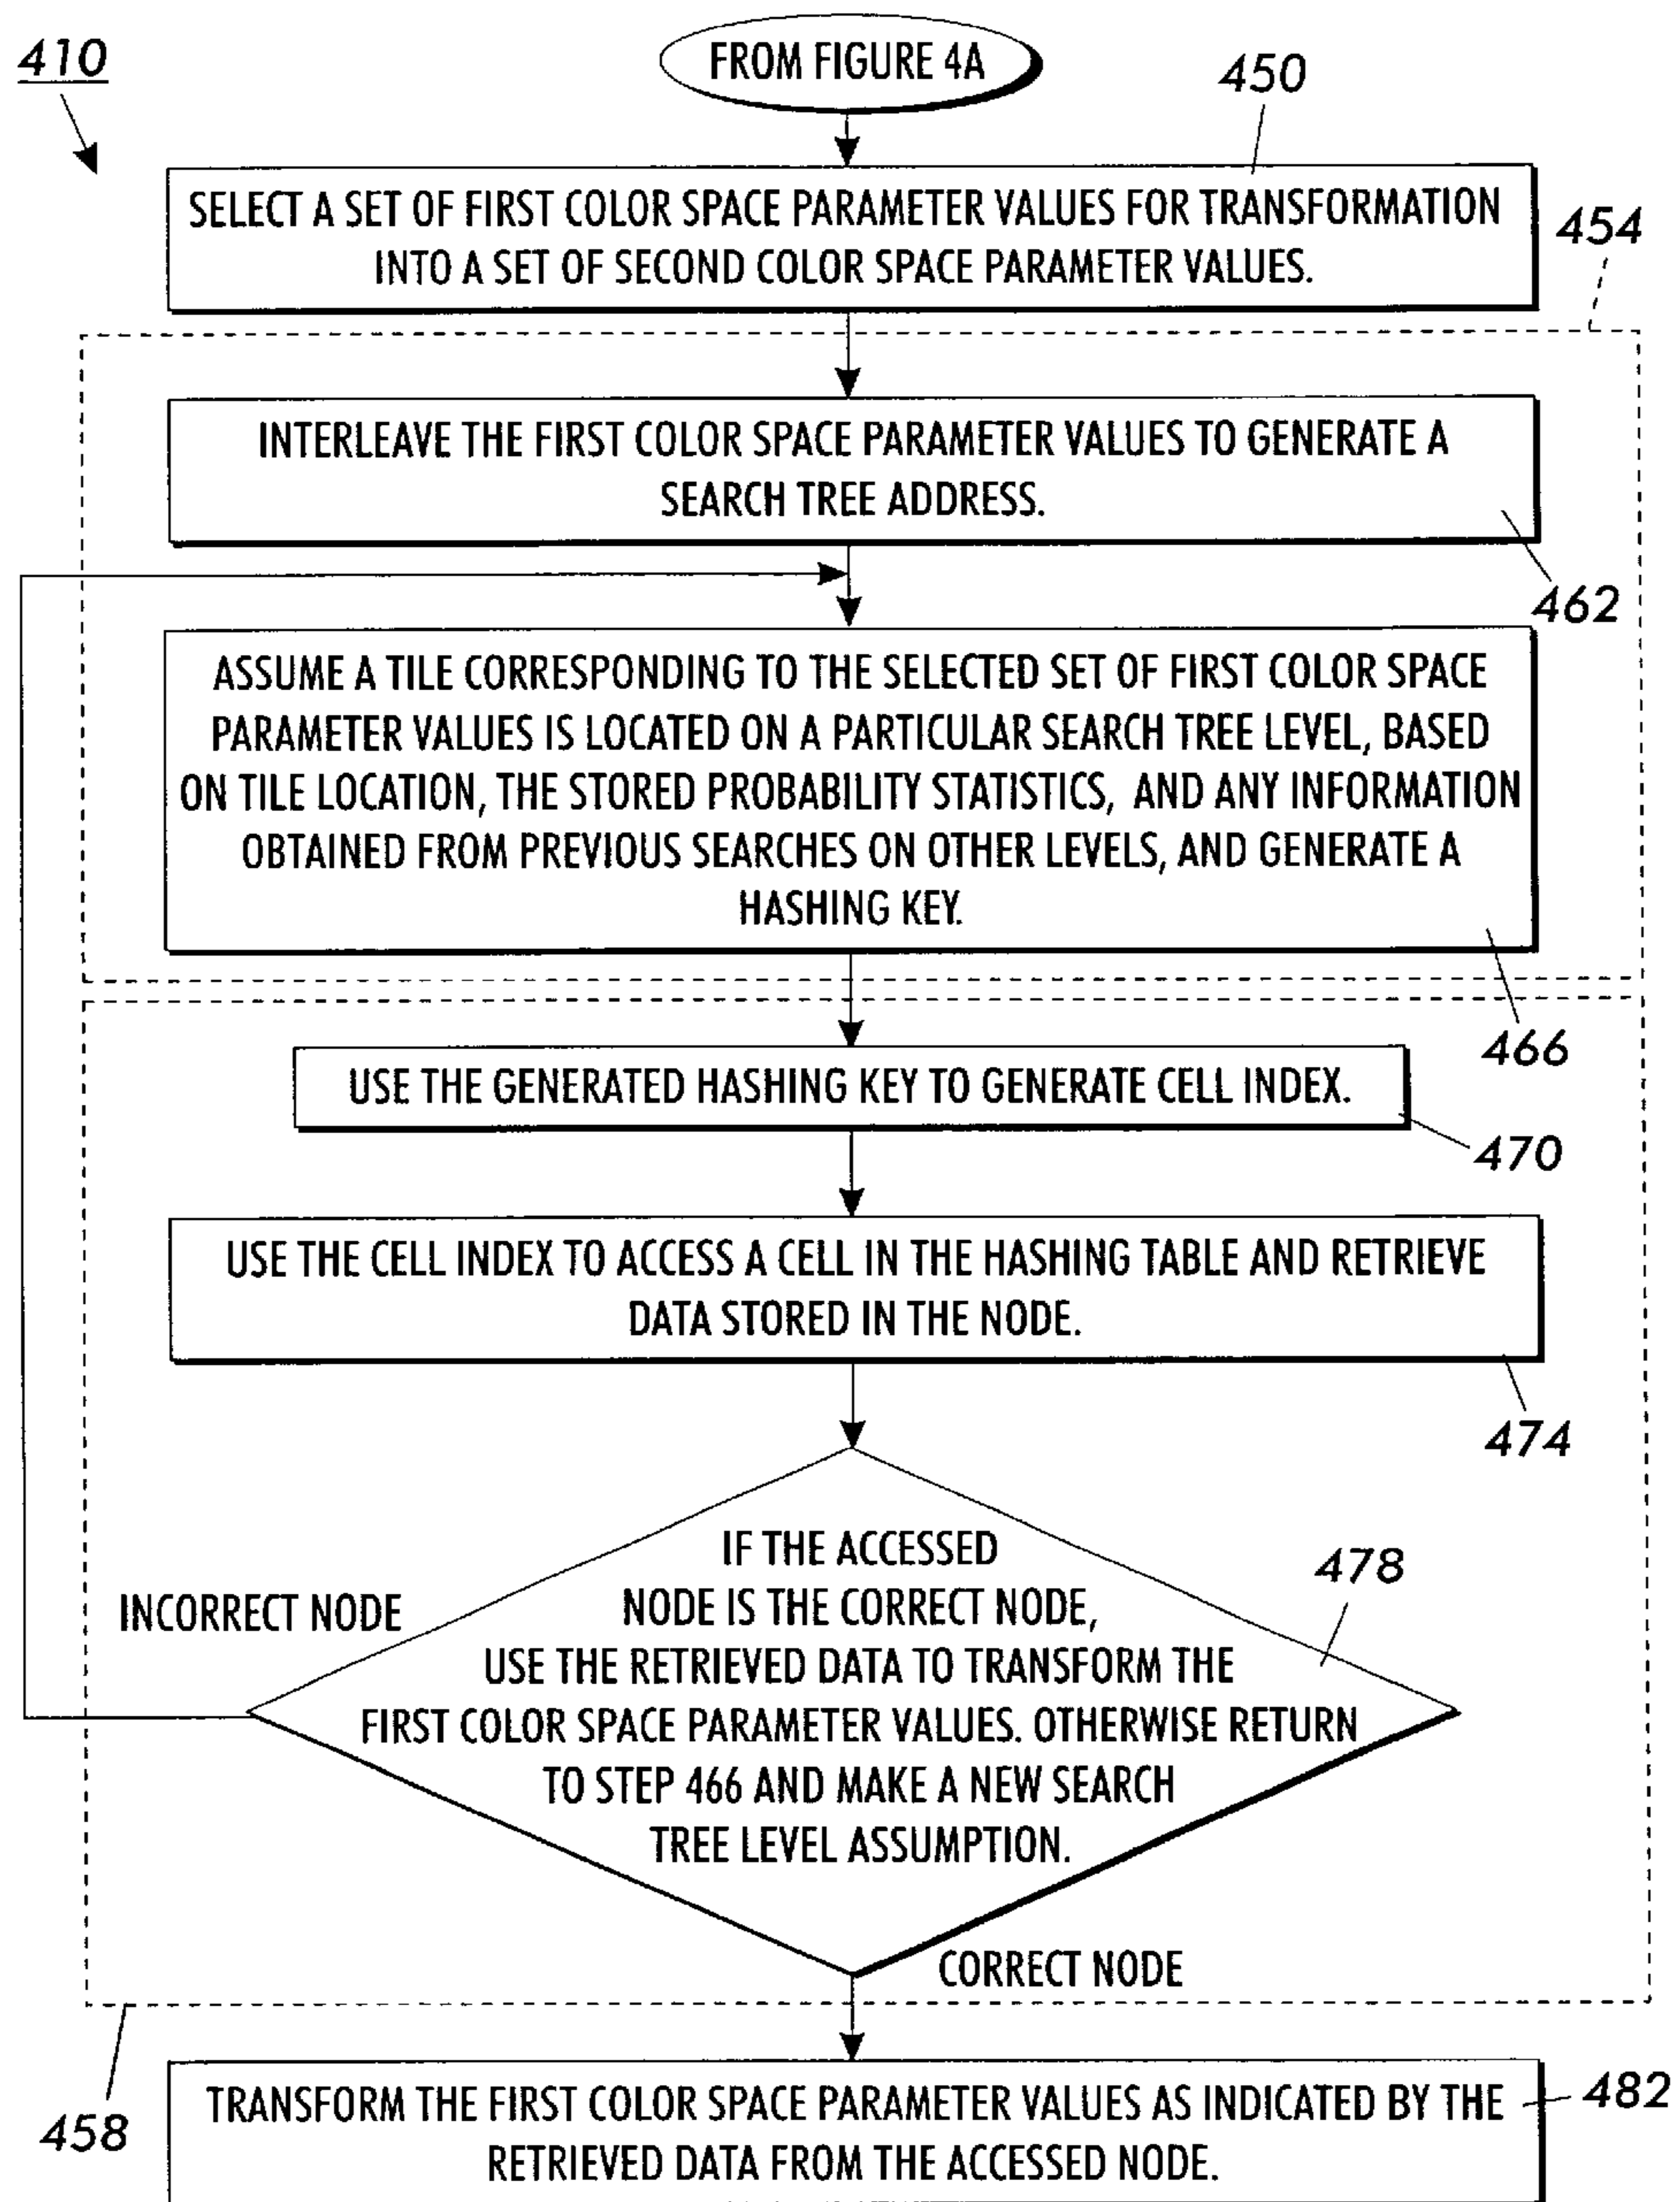 410
FROM FIGURE 4A
450
SELECT A SET OF FIRST COLOR SPACE PARAMETER VALUES FOR TRANSFORMATION
INTO A SET OF SECOND COLOR SPACE PARAMETER VALUES.
454
INTERLEAVE THE FIRST COLOR SPACE PARAMETER VALUES TO GENERATE A
SEARCH TREE ADDRESS.
462
ASSUME A TILE CORRESPONDING TO THE SELECTED SET OF FIRST COLOR SPACE
PARAMETER VALUES IS LOCATED ON A PARTICULAR SEARCH TREE LEVEL, BASED
ON TILE LOCATION, THE STORED PROBABILITY STATISTICS, AND ANY INFORMATION
OBTAINED FROM PREVIOUS SEARCHES ON OTHER LEVELS, AND GENERATE A
HASHING KEY.
466
USE THE GENERATED HASHING KEY TO GENERATE CELL INDEX.
470
USE THE CELL INDEX TO ACCESS A CELL IN THE HASHING TABLE AND RETRIEVE
DATA STORED IN THE NODE.
474
IF THE ACCESSED
NODE IS THE CORRECT NODE,
USE THE RETRIEVED DATA TO TRANSFORM THE
FIRST COLOR SPACE PARAMETER VALUES. OTHERWISE RETURN
TO STEP 466 AND MAKE A NEW SEARCH
TREE LEVEL ASSUMPTION.
478
INCORRECT NODE
CORRECT NODE
458
TRANSFORM THE FIRST COLOR SPACE PARAMETER VALUES AS INDICATED BY THE
RETRIEVED DATA FROM THE ACCESSED NODE.
482